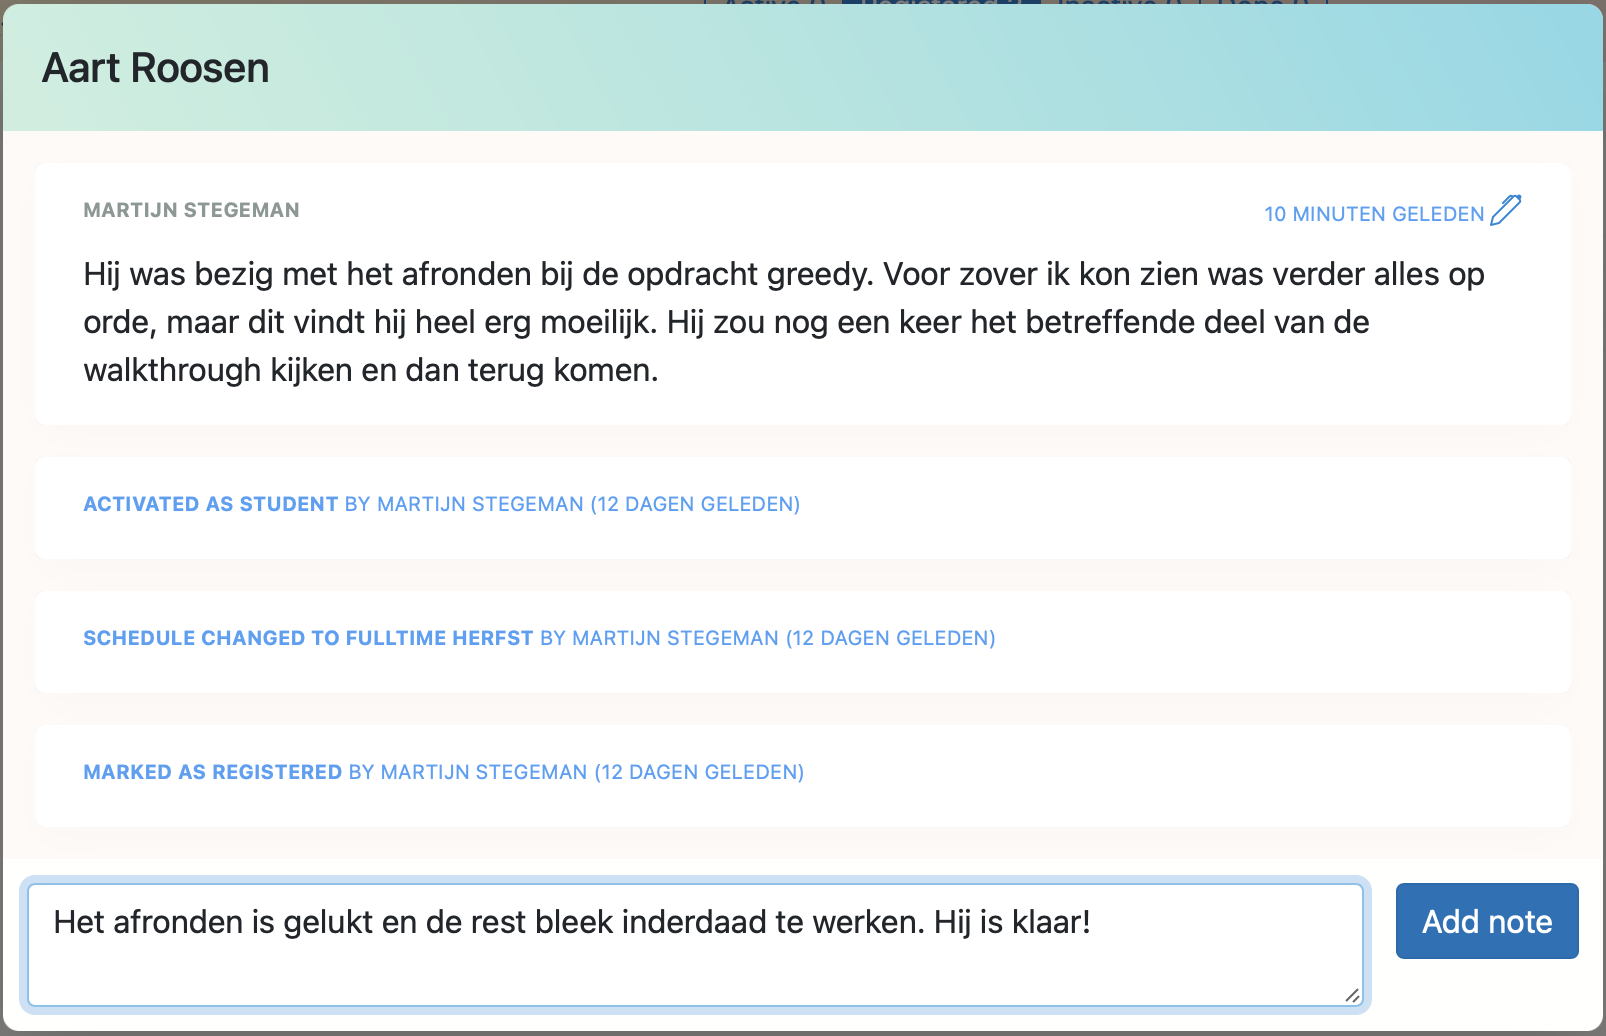 Aart Roosen
MARTIJN STEGEMAN
10 MINUTEN GELEDEN
Hij was bezig met het afronden bij de opdracht greedy. Voor zover ik kon zien was verder alles op
orde, maar dit vindt hij heel erg moeilijk. Hij zou nog een keer het betreffende deel van de
walkthrough kijken en dan terug komen.
ACTIVATED AS STUDENT BY MARTIJN STEGEMAN (12 DAGEN GELEDEN)
SCHEDULE CHANGED TO FULLTIME HERFST BY MARTIJN STEGEMAN (12 DAGEN GELEDEN)
MARKED AS REGISTERED BY MARTIJN STEGEMAN (12 DAGEN GELEDEN)
Het afronden is gelukt en de rest bleek inderdaad te werken. Hij is klaar!
Add note